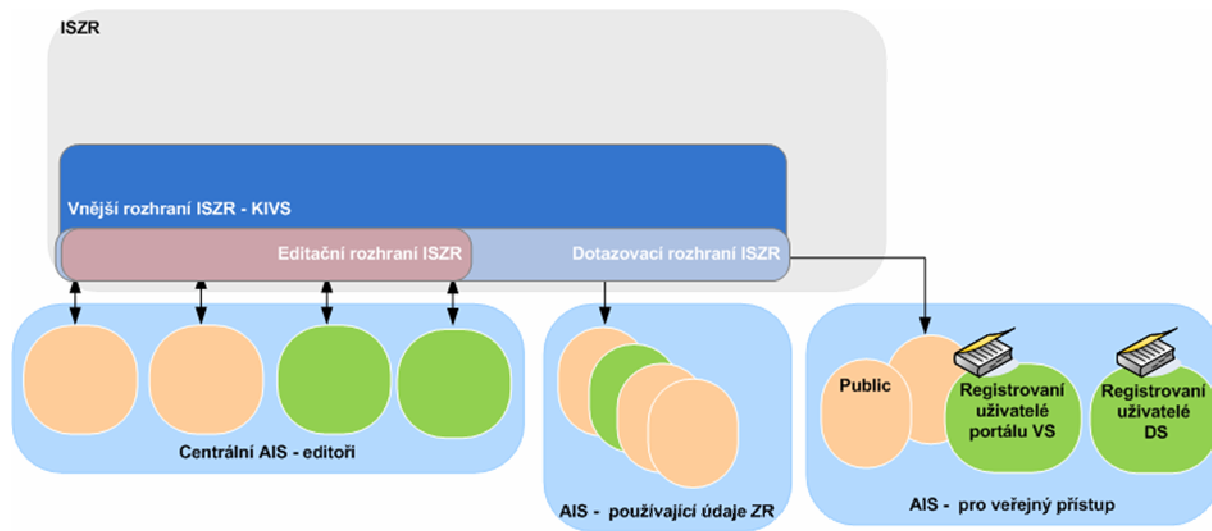 ISZR
Vnější rozhraní ISZR - KIVS
Editační rozhraní ISZR
Dotazovací rozhraní ISZR
Centrální AIS - editoři
AIS - používající údaje ZR
Public
Registrovaní
uživatelé
portálu VS
Registrovaní
uživatelé
DS
AIS - pro veřejný přístup